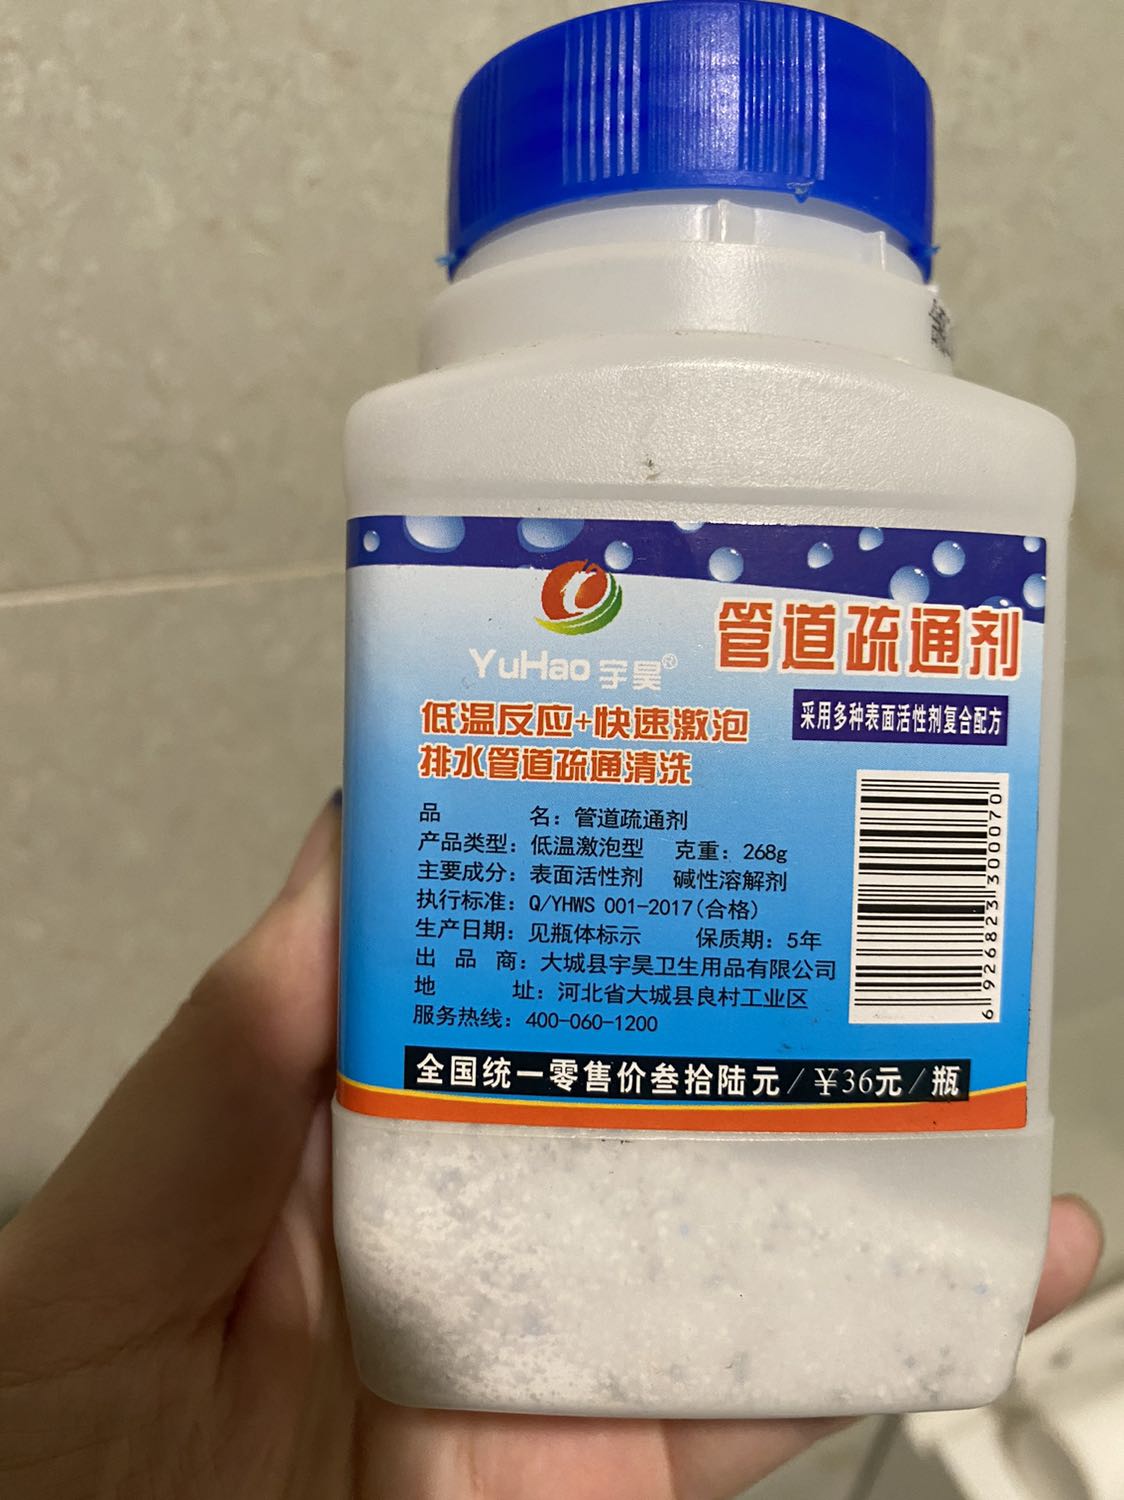 YuHao 宇昊®
管道疏通剂
采用多种表面活性剂复合配方
低温反应+快速激泡
排水管道疏通清洗
品 名：管道疏通剂
产品类型：低温激泡型 克重：268g
主要成分：表面活性剂 碱性溶解剂
执行标准：Q/YHWS 001-2017(合格)
生产日期：见瓶体标示 保质期：5年
出 品 商：大城县宇昊卫生用品有限公司
地 址：河北省大城县良村工业区
服务热线：400-060-1200
全国统一零售价叁拾陆元/¥36元/瓶
6 926823 300070